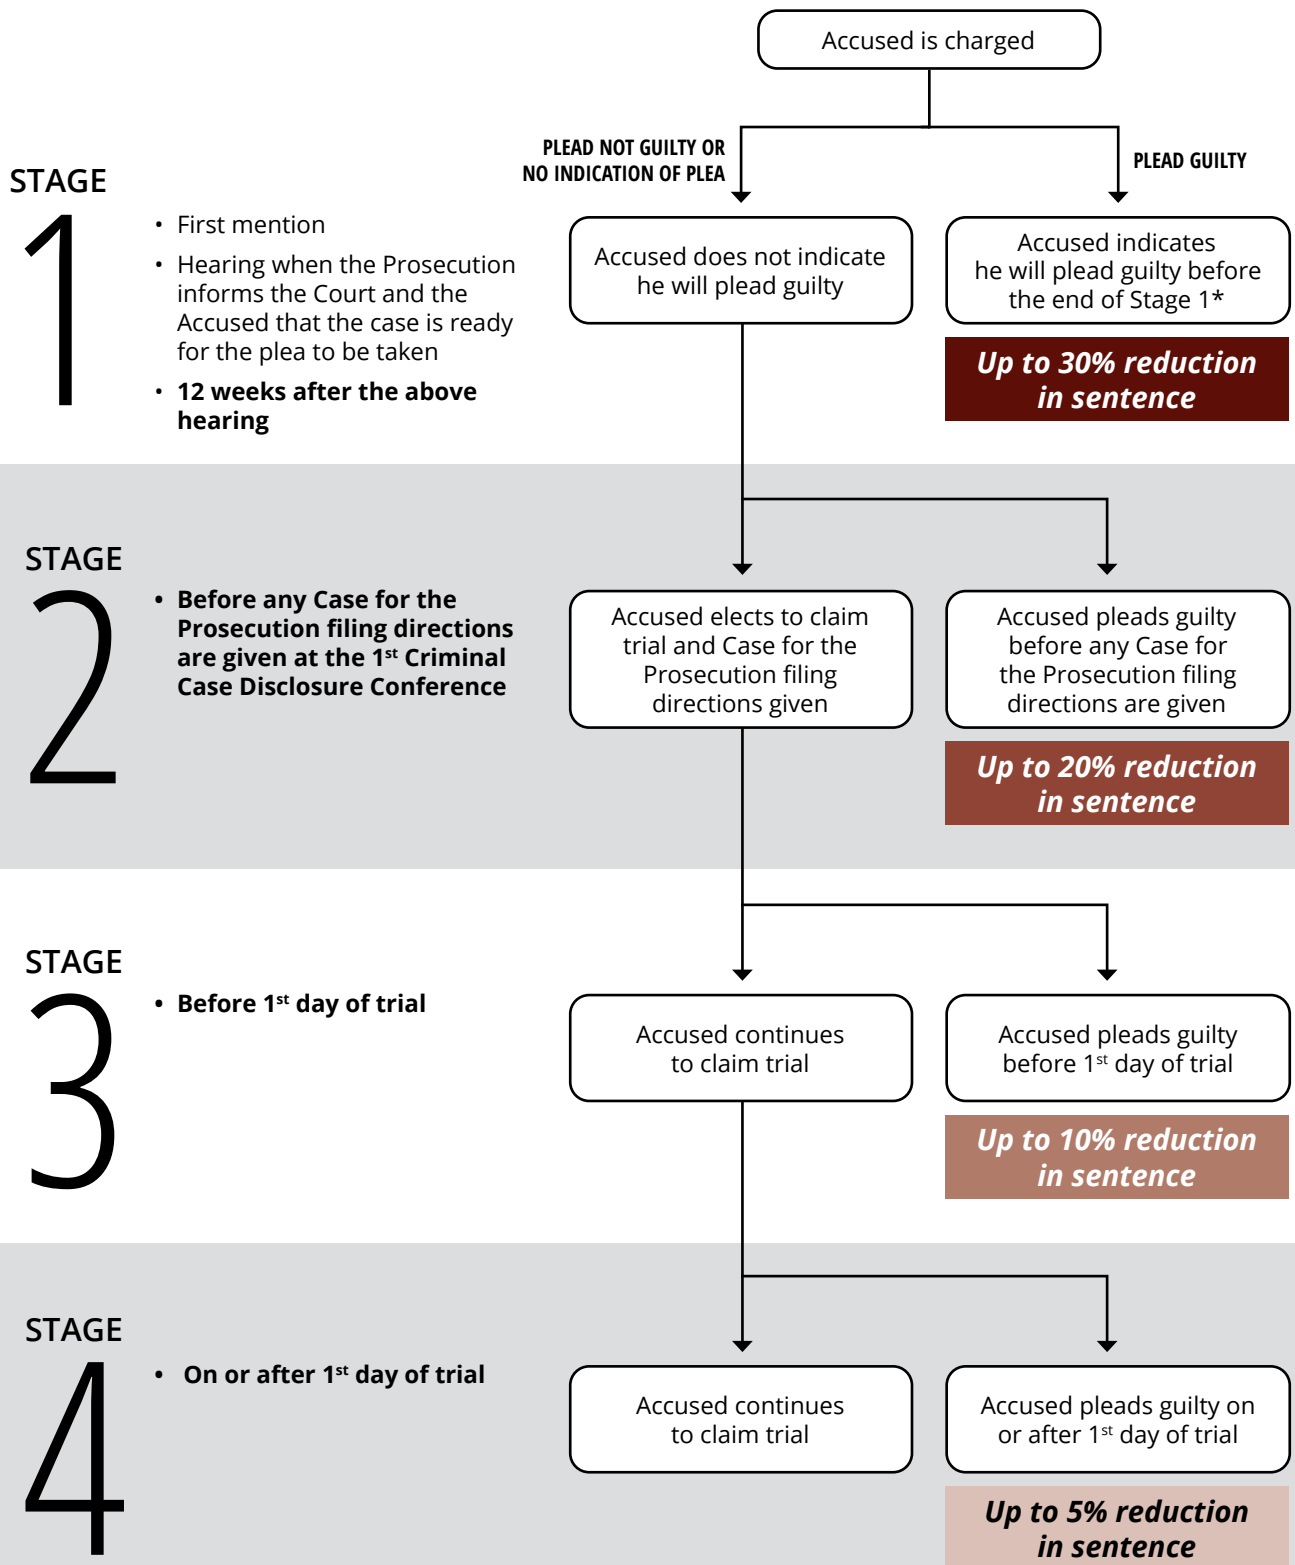 Accused is charged
PLEAD NOT GUILTY OR
NO INDICATION OF PLEA
PLEAD GUILTY
STAGE
1
• First mention
• Hearing when the Prosecution
informs the Court and the
Accused that the case is ready
for the plea to be taken
• 12 weeks after the above
hearing
Accused does not indicate
he will plead guilty
Accused indicates
he will plead guilty before
the end of Stage 1*
Up to 30% reduction
in sentence
STAGE
2
• Before any Case for the
Prosecution filing directions
are given at the 1st Criminal
Case Disclosure Conference
Accused elects to claim
trial and Case for the
Prosecution filing
directions given
Accused pleads guilty
before any Case for
the Prosecution filing
directions are given
Up to 20% reduction
in sentence
STAGE
3
• Before 1st day of trial
Accused continues
to claim trial
Accused pleads guilty
before 1st day of trial
Up to 10% reduction
in sentence
STAGE
4
• On or after 1st day of trial
Accused continues
to claim trial
Accused pleads guilty on
or after 1st day of trial
Up to 5% reduction
in sentence